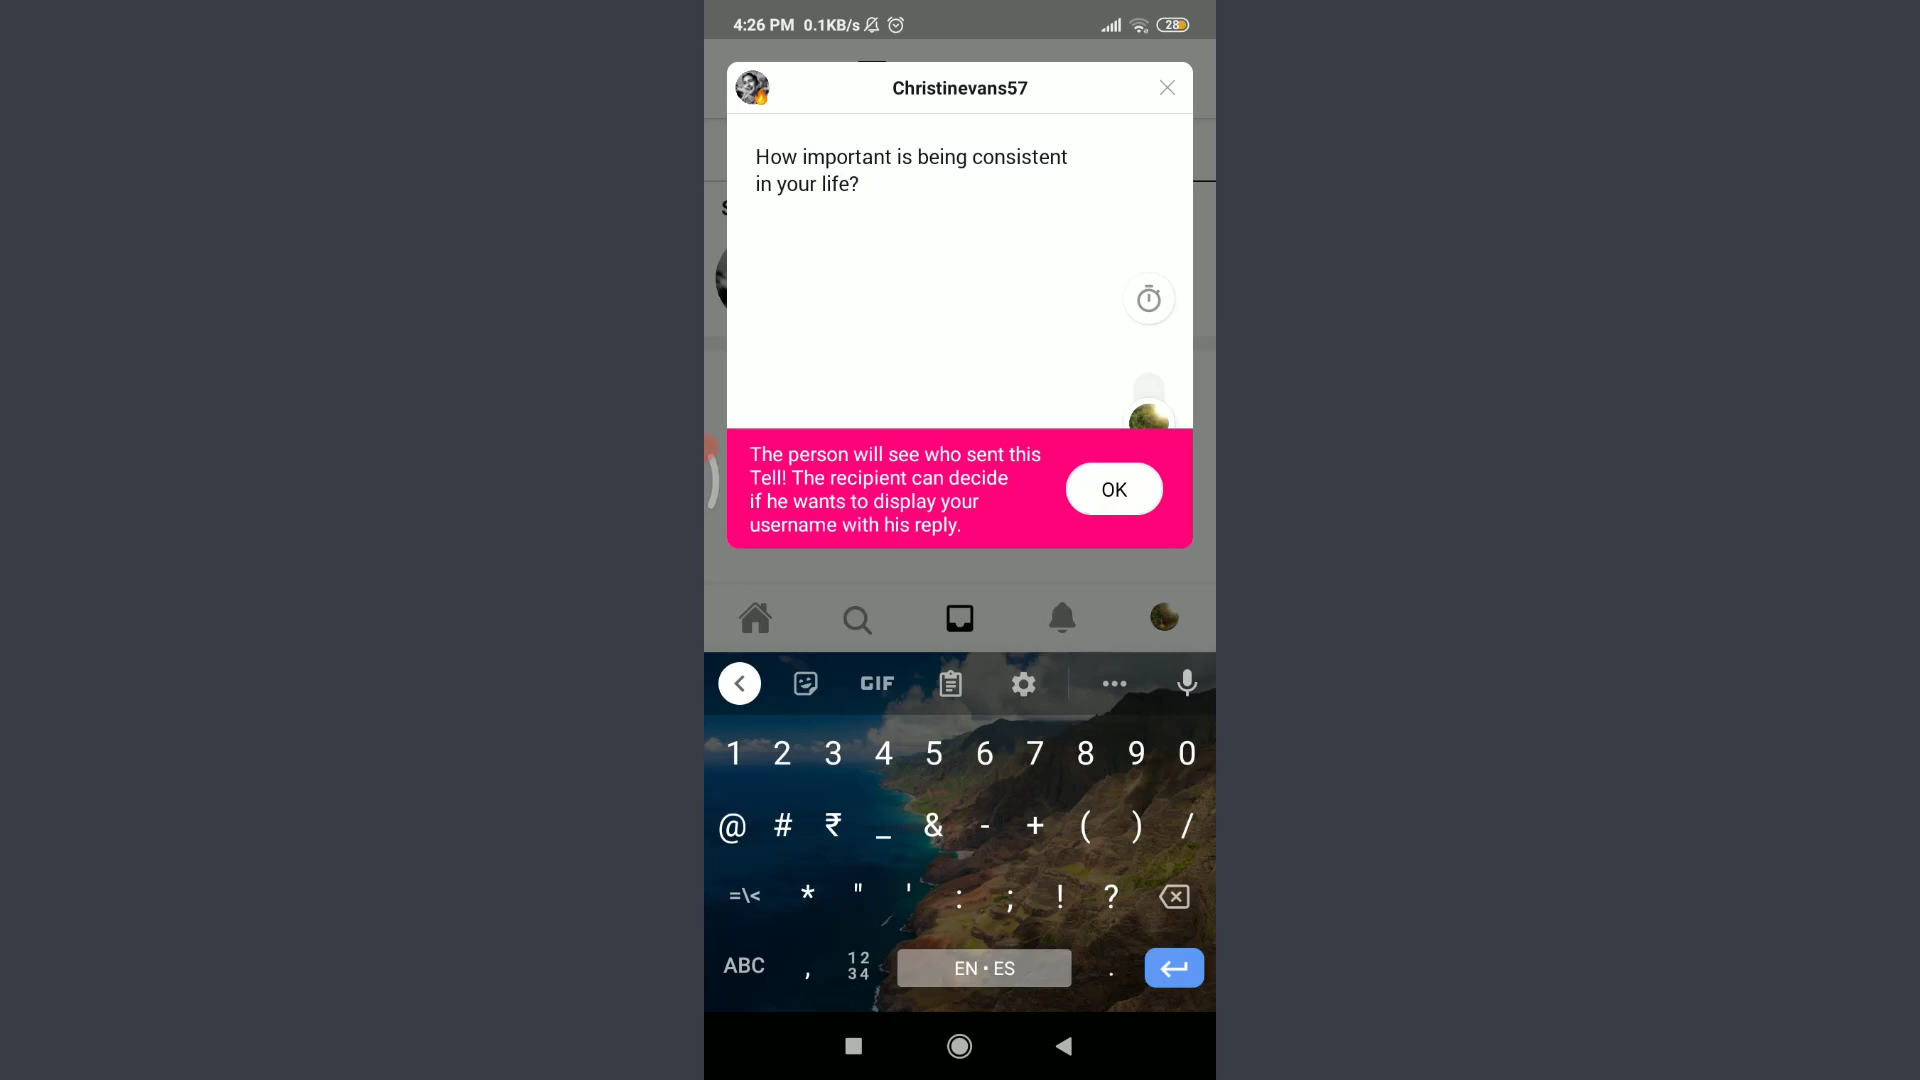 4:26 PM 0.1KB/s 28
Christinevans57
How important is being consistent
in your life?
The person will see who sent this
Tell! The recipient can decide
if he wants to display your
username with his reply.
OK
GIF
1 2 3 4 5 6 7 8 9 0
@ # ₹ _ & - + ( ) /
=\< * " ' : ; ! ?
ABC , 12 34 EN • ES .